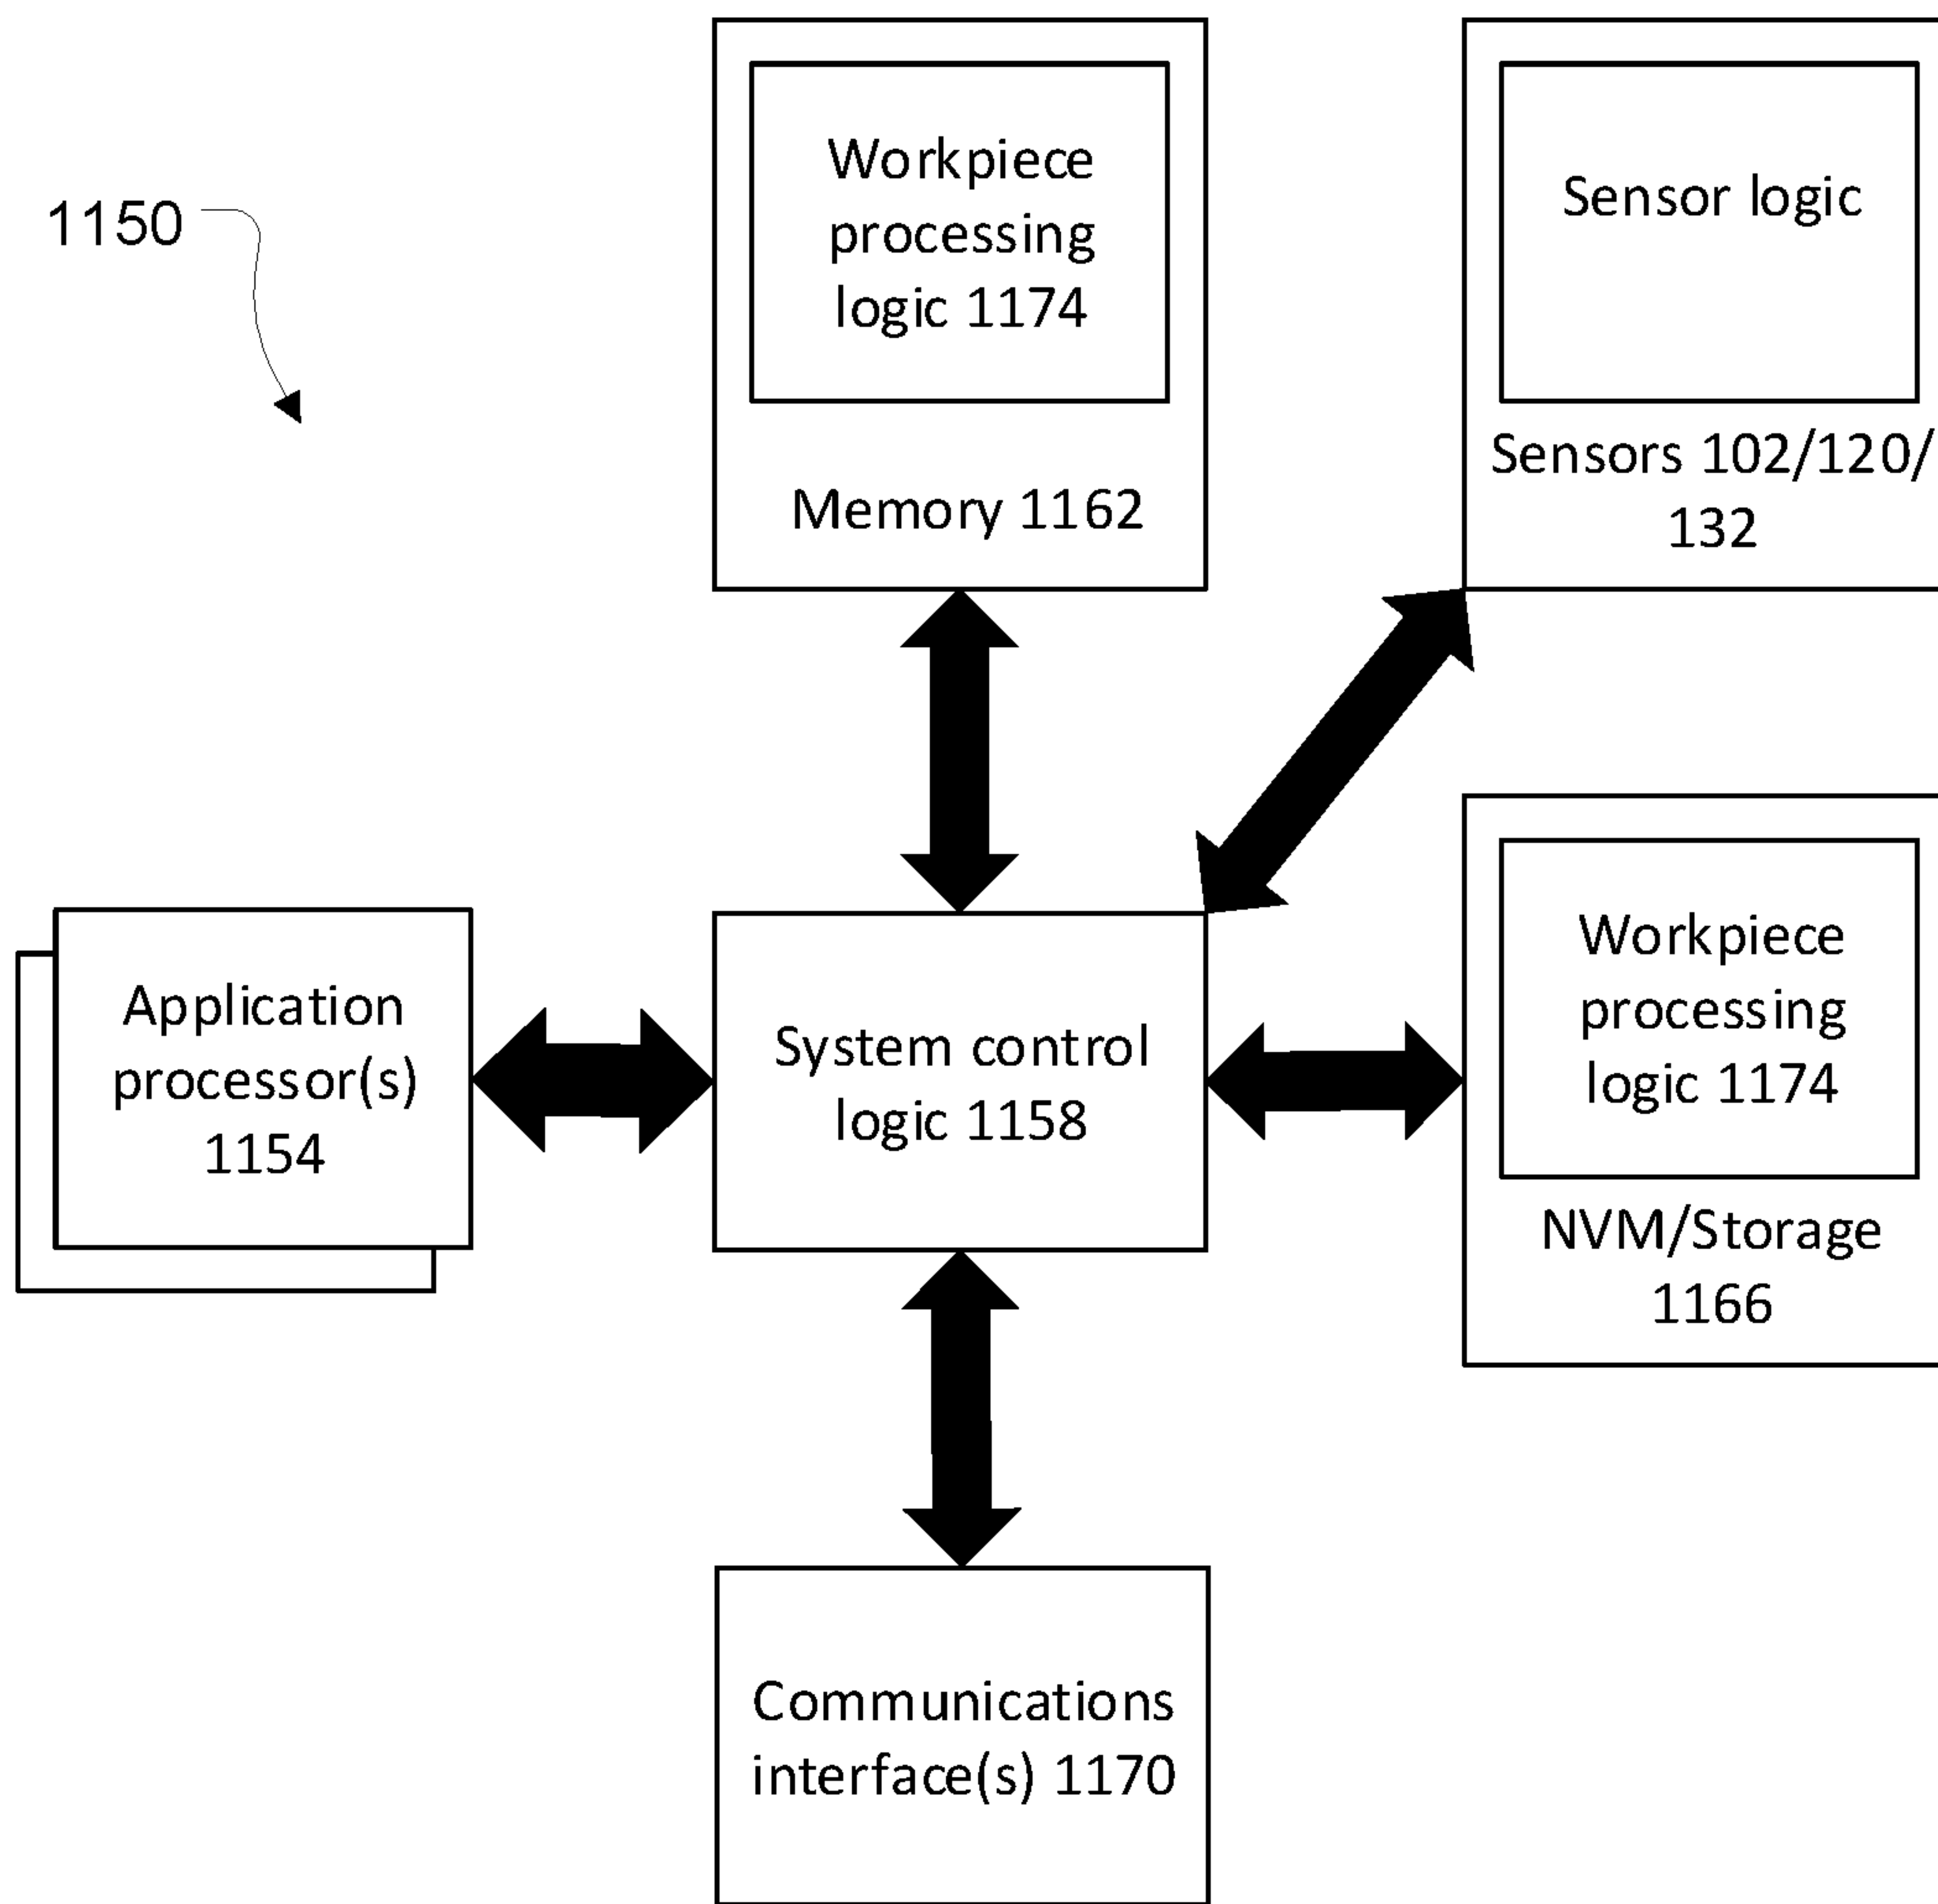 1150
Workpiece
processing
logic 1174
Memory 1162
Sensor logic
Sensors 102/120/
132
Application
processor(s)
1154
System control
logic 1158
Workpiece
processing
logic 1174
NVM/Storage
1166
Communications
interface(s) 1170